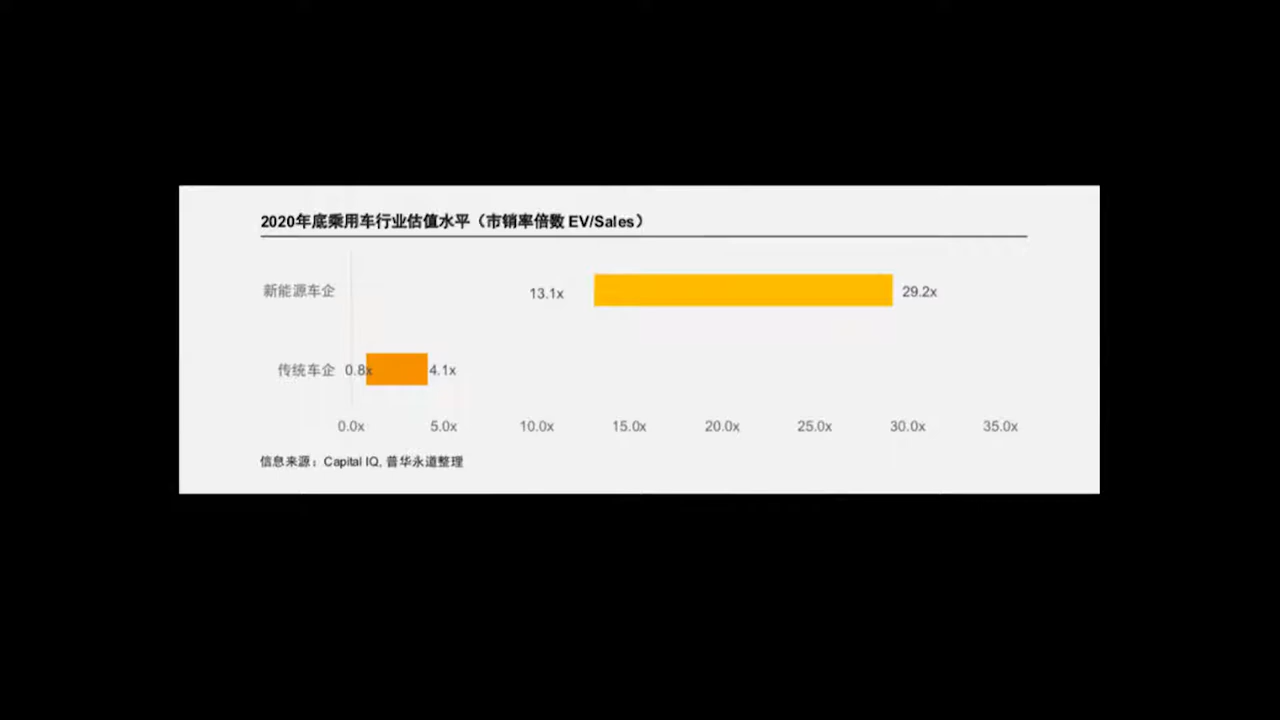 2020年底乘用车行业估值水平（市销率倍数 EV/Sales）
新能源车企 13.1x 29.2x
传统车企 0.8x 4.1x
0.0x 5.0x 10.0x 15.0x 20.0x 25.0x 30.0x 35.0x
信息来源：Capital IQ, 普华永道整理